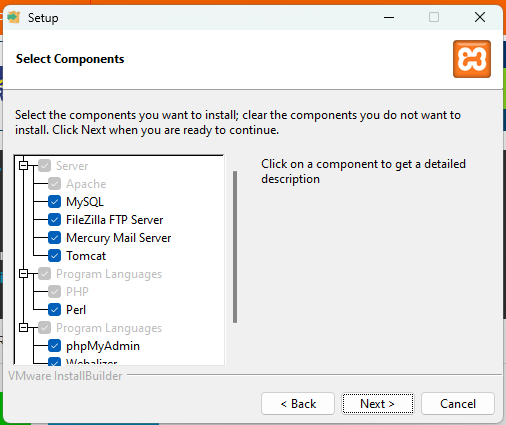 Setup
Select Components
Select the components you want to install; clear the components you do not want to
install. Click Next when you are ready to continue.
Server
Apache
MySQL
FileZilla FTP Server
Mercury Mail Server
Tomcat
Program Languages
PHP
Perl
Program Languages
phpMyAdmin
Webalizer
Click on a component to get a detailed
description
VMware InstallBuilder
< Back
Next >
Cancel